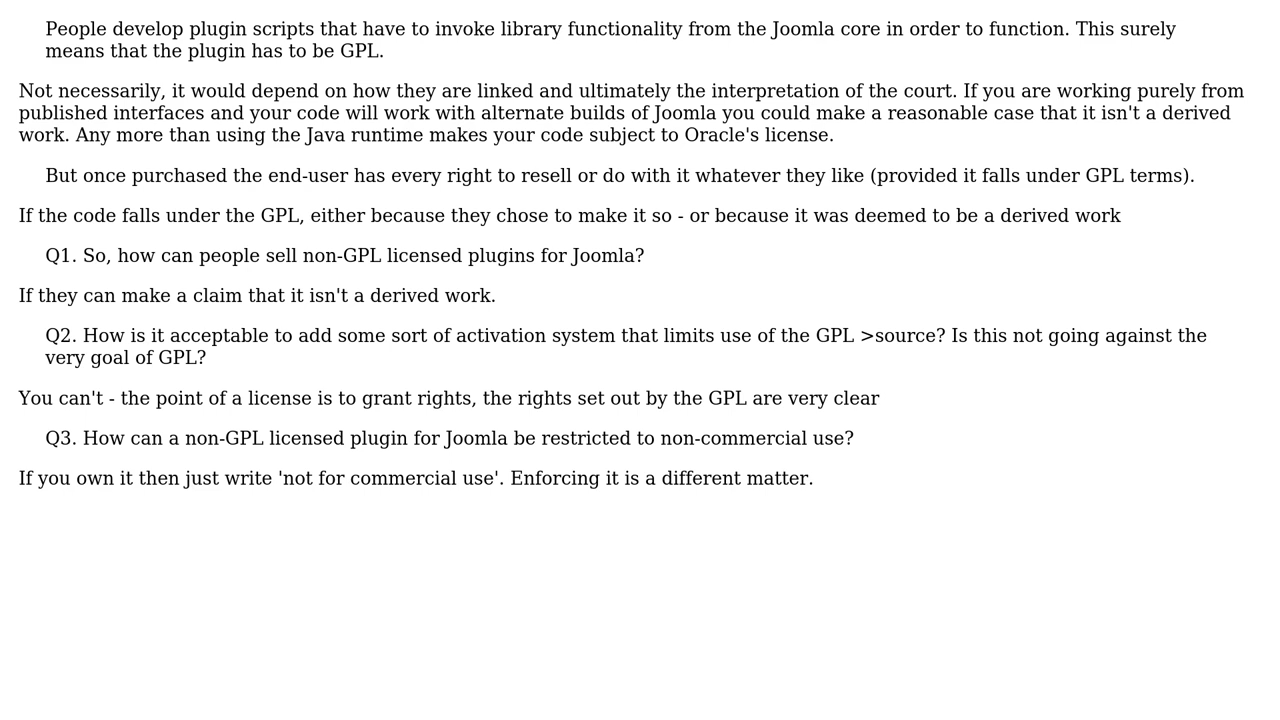 People develop plugin scripts that have to invoke library functionality from the Joomla core in order to function. This surely
means that the plugin has to be GPL.
Not necessarily, it would depend on how they are linked and ultimately the interpretation of the court. If you are working purely from
published interfaces and your code will work with alternate builds of Joomla you could make a reasonable case that it isn't a derived
work. Any more than using the Java runtime makes your code subject to Oracle's license.
But once purchased the end-user has every right to resell or do with it whatever they like (provided it falls under GPL terms).
If the code falls under the GPL, either because they chose to make it so - or because it was deemed to be a derived work
Q1. So, how can people sell non-GPL licensed plugins for Joomla?
If they can make a claim that it isn't a derived work.
Q2. How is it acceptable to add some sort of activation system that limits use of the GPL >source? Is this not going against the
very goal of GPL?
You can't - the point of a license is to grant rights, the rights set out by the GPL are very clear
Q3. How can a non-GPL licensed plugin for Joomla be restricted to non-commercial use?
If you own it then just write 'not for commercial use'. Enforcing it is a different matter.